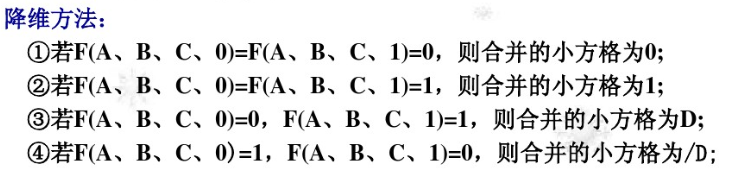 降维方法：
①若F(A、B、C、0)=F(A、B、C、1)=0，则合并的小方格为0;
②若F(A、B、C、0)=F(A、B、C、1)=1，则合并的小方格为1;
③若F(A、B、C、0)=0，F(A、B、C、1)=1，则合并的小方格为D;
④若F(A、B、C、0)=1，F(A、B、C、1)=0，则合并的小方格为/D;